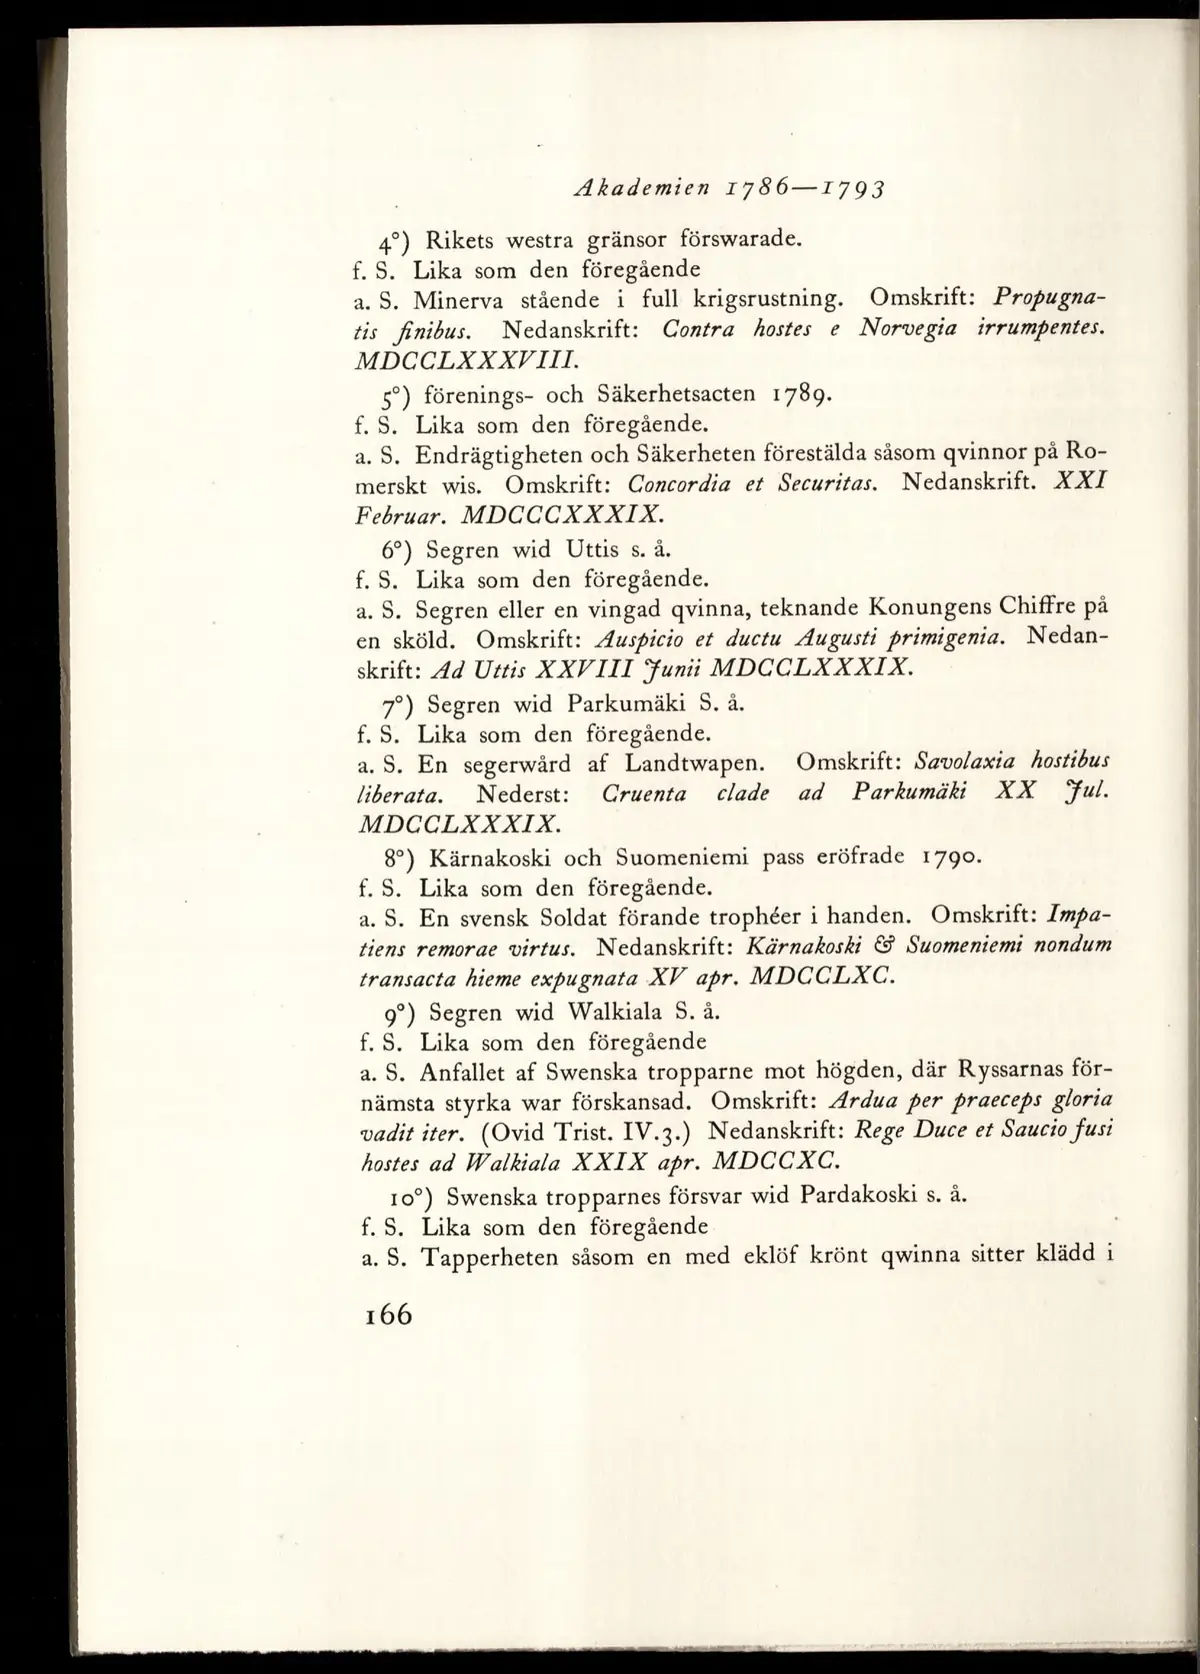 Akademien 1786—1793
4°) Rikets westra gränsor förswarade.
f. S. Lika som den föregående
a. S. Minerva stående i full krigsrustning. Omskrift: Propugna-
tis finibus. Nedanskrift: Contra hostes e Norvegia irrumpentes.
MDCCLXXXVIII.
5°) förenings- och Säkerhetsacten 1789.
f. S. Lika som den föregående.
a. S. Endrägtigheten och Säkerheten förestälda såsom qvinnor på Ro-
merskt wis. Omskrift: Concordia et Securitas. Nedanskrift. XXI
Februar. MDCCCXXXIX.
6°) Segren wid Uttis s. å.
f. S. Lika som den föregående.
a. S. Segren eller en vingad qvinna, teknande Konungens Chiffre på
en sköld. Omskrift: Auspicio et ductu Augusti primigenia. Nedan-
skrift: Ad Uttis XXVIII Junii MDCCLXXXIX.
7°) Segren wid Parkumäki S. å.
f. S. Lika som den föregående.
a. S. En segerwård af Landtwapen. Omskrift: Savolaxia hostibus
liberata. Nederst: Cruenta clade ad Parkumäki XX Jul.
MDCCLXXXIX.
8°) Kärnakoski och Suomeniemi pass eröfrade 1790.
f. S. Lika som den föregående.
a. S. En svensk Soldat förande trophéer i handen. Omskrift: Impa-
tiens remorae virtus. Nedanskrift: Kärnakoski & Suomeniemi nondum
transacta hieme expugnata XV apr. MDCCLXC.
9°) Segren wid Walkiala S. å.
f. S. Lika som den föregående
a. S. Anfallet af Swenska tropparne mot högden, där Ryssarnas för-
nämsta styrka war förskansad. Omskrift: Ardua per praeceps gloria
vadit iter. (Ovid Trist. IV.3.) Nedanskrift: Rege Duce et Saucio fusi
hostes ad Walkiala XXIX apr. MDCCXC.
10°) Swenska tropparnes försvar wid Pardakoski s. å.
f. S. Lika som den föregående
a. S. Tapperheten såsom en med eklöf krönt qwinna sitter klädd i
166